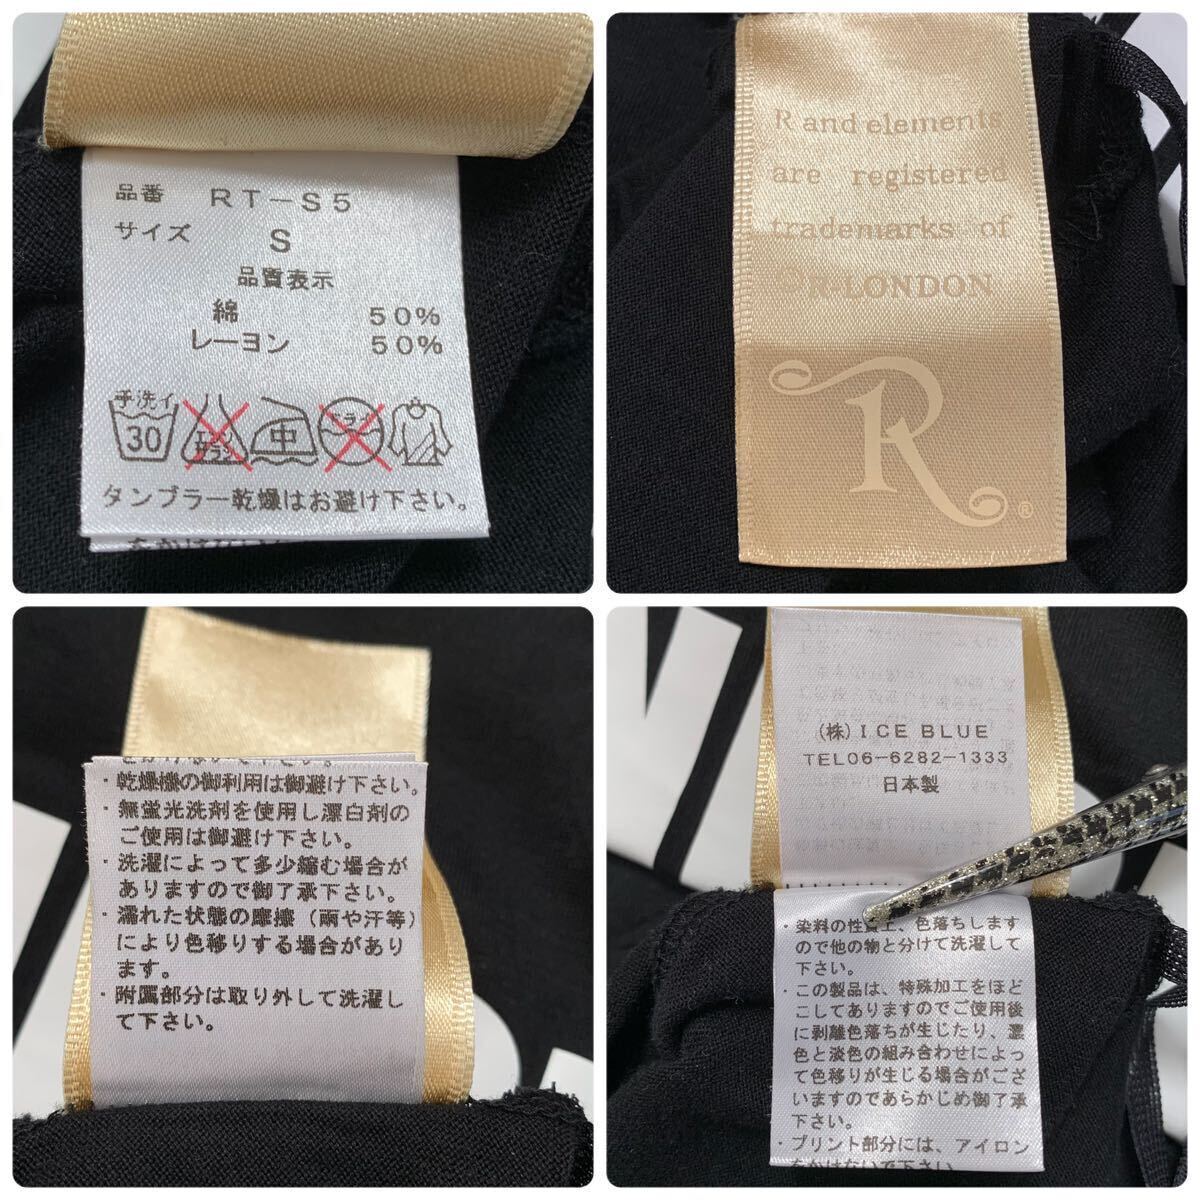 品番 RT-S5
サイズ S
品質表示
綿 50%
レーヨン 50%
手洗イ
30
中
タンブラー乾燥はお避け下さい。
R and elements
are registered
trademarks of
R-LONDON
R®
・乾燥機の御利用は御避け下さい。
・無蛍光洗剤を使用し漂白剤の
ご使用は御避け下さい。
・洗濯によって多少縮む場合が
ありますので御了承下さい。
・濡れた状態の摩擦（雨や汗等）
により色移りする場合があり
ます。
・附属部分は取り外して洗濯し
て下さい。
(株)ICE BLUE
TEL06-6282-1333
日本製
・染料の性質上、色落ちします
ので他の物と分けて洗濯して
下さい。
・この製品は、特殊加工をほど
こしてありますのでご使用後
に剥離色落ちが生じたり、濃
色と淡色の組み合わせによっ
て色移りが生じる場合がござ
いますのであらかじめ御了承
下さい。
・プリント部分には、アイロン
をかけないで下さい。